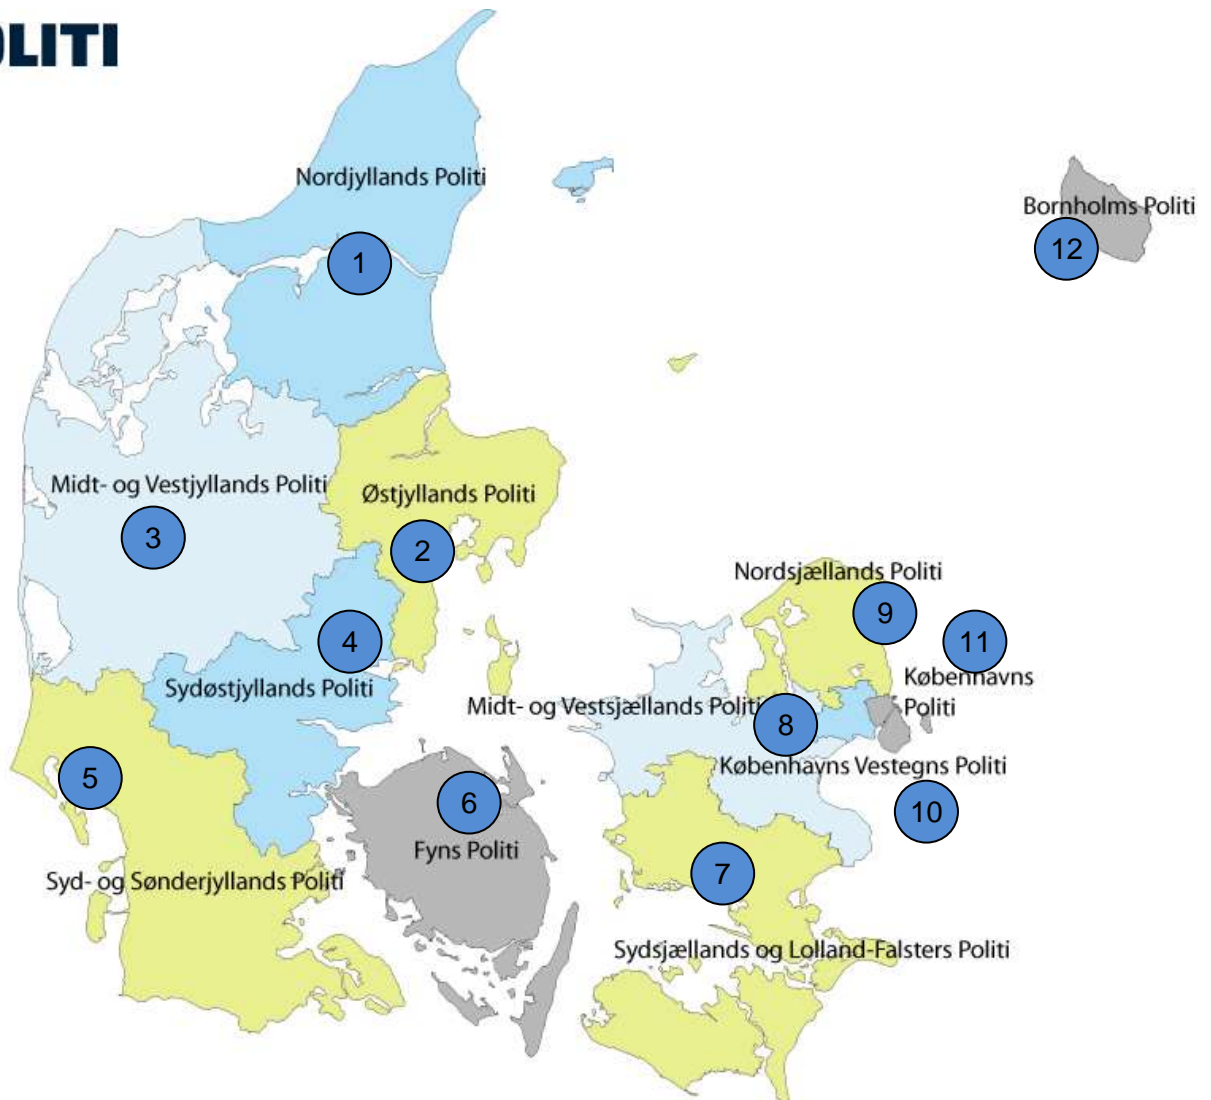 OLITI
Nordjyllands Politi
1
Bornholms Politi
12
Midt- og Vestjyllands Politi
3
Østjyllands Politi
2
Nordsjællands Politi
9
11
4
Sydøstjyllands Politi
Københavns
Politi
Midt- og Vestsjællands Politi
8
5
Københavns Vestegns Politi
10
6
Fyns Politi
7
Syd- og Sønderjyllands Politi
Sydsjællands og Lolland-Falsters Politi